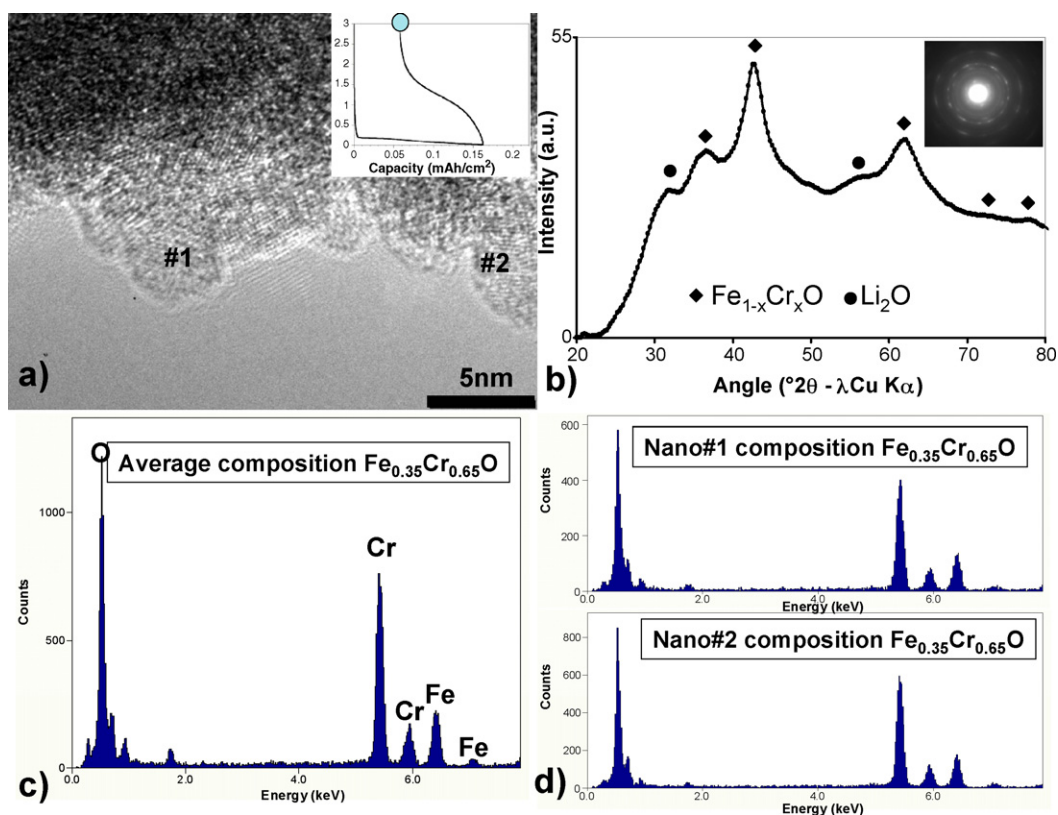 3
2.5
2
1.5
1
0.5
0
0 0.05 0.1 0.15 0.2
Capacity (mAh/cm²)
#1
#2
a)
5nm
55
Intensity (a.u.)
0
◆ Fe₁₋ₓCrₓO ● Li₂O
20 30 40 50 60 70 80
b)
Angle (°2θ - λCu Kα)
O
Average composition Fe₀.₃₅Cr₀.₆₅O
1000
Cr
Counts
500
Cr
Fe
Fe
0
0.0 2.0 4.0 6.0
c)
Energy (keV)
600
Nano#1 composition Fe₀.₃₅Cr₀.₆₅O
400
Counts
200
0
0.0 2.0 4.0 6.0
Energy (keV)
800
Nano#2 composition Fe₀.₃₅Cr₀.₆₅O
600
Counts
400
200
0
0.0 2.0 4.0 6.0
d)
Energy (keV)